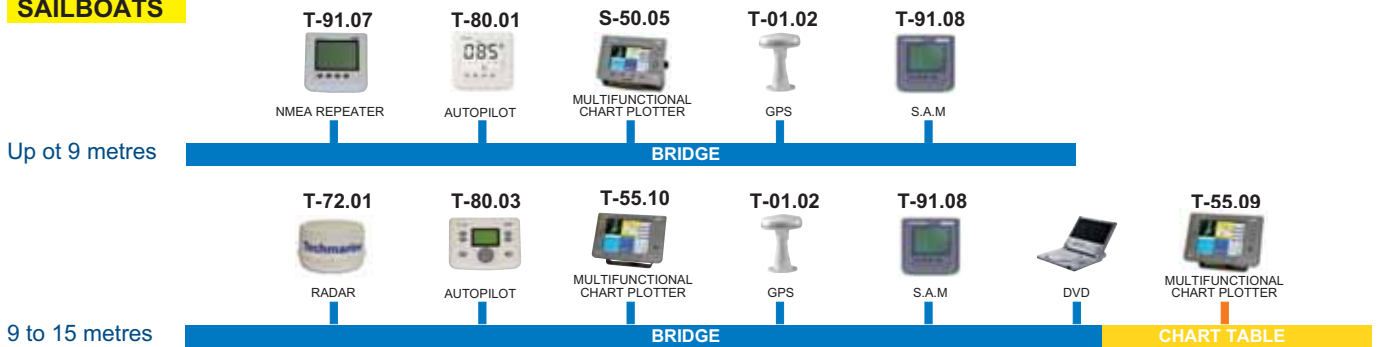 SAILBOATS
T-91.07 T-80.01 S-50.05 T-01.02 T-91.08
085°
NMEA REPEATER AUTOPILOT MULTIFUNCTIONAL CHART PLOTTER GPS S.A.M
Up ot 9 metres
BRIDGE
T-72.01 T-80.03 T-55.10 T-01.02 T-91.08 T-55.09
Techmarine
RADAR AUTOPILOT MULTIFUNCTIONAL CHART PLOTTER GPS S.A.M DVD MULTIFUNCTIONAL CHART PLOTTER
9 to 15 metres
BRIDGE CHART TABLE